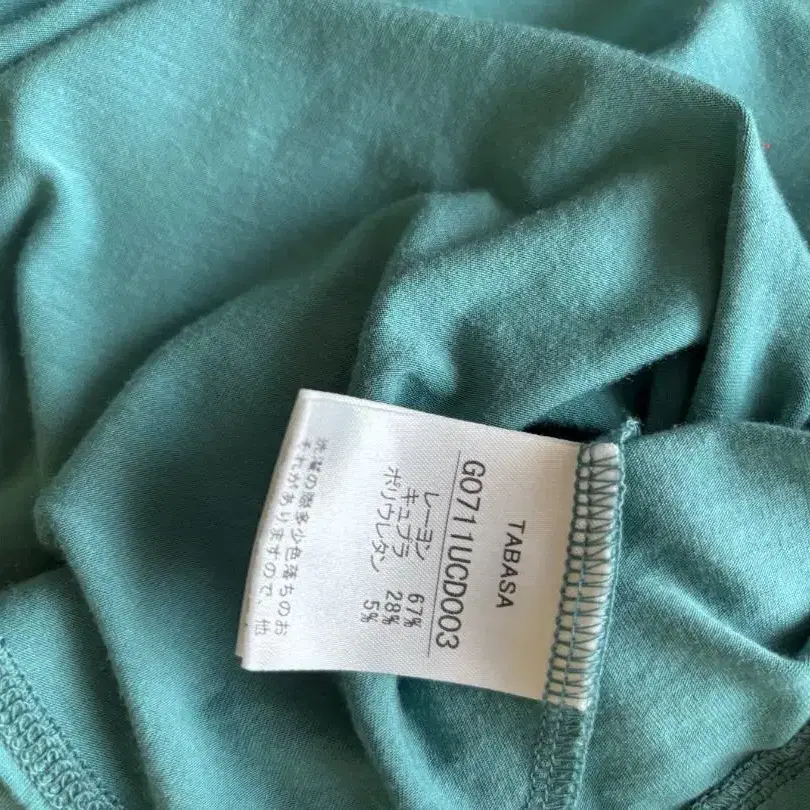 TABASA
G0711UCD003
レーヨン 67%
キュプラ 28%
ポリウレタン 5%
洗濯の際多少色落ちのお
それがありますので、他